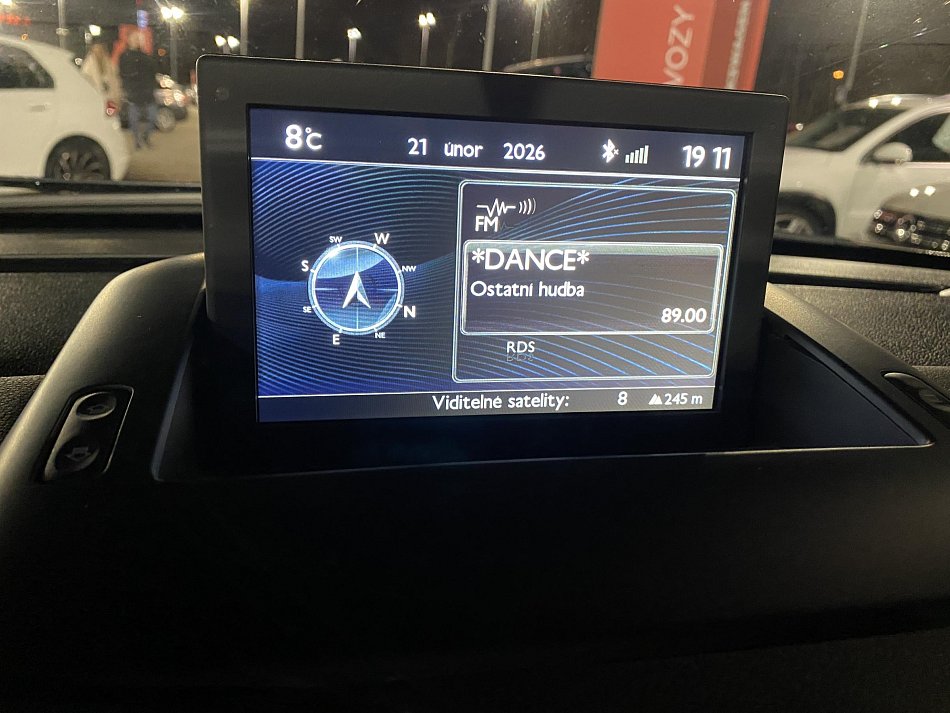 VOZY
8°C
21 únor 2026
19 11
SW
W
S
NW
SE
N
E
NE
FM
*DANCE*
Ostatní hudba
89.00
RDS
Viditelné satelity: 8
245 m